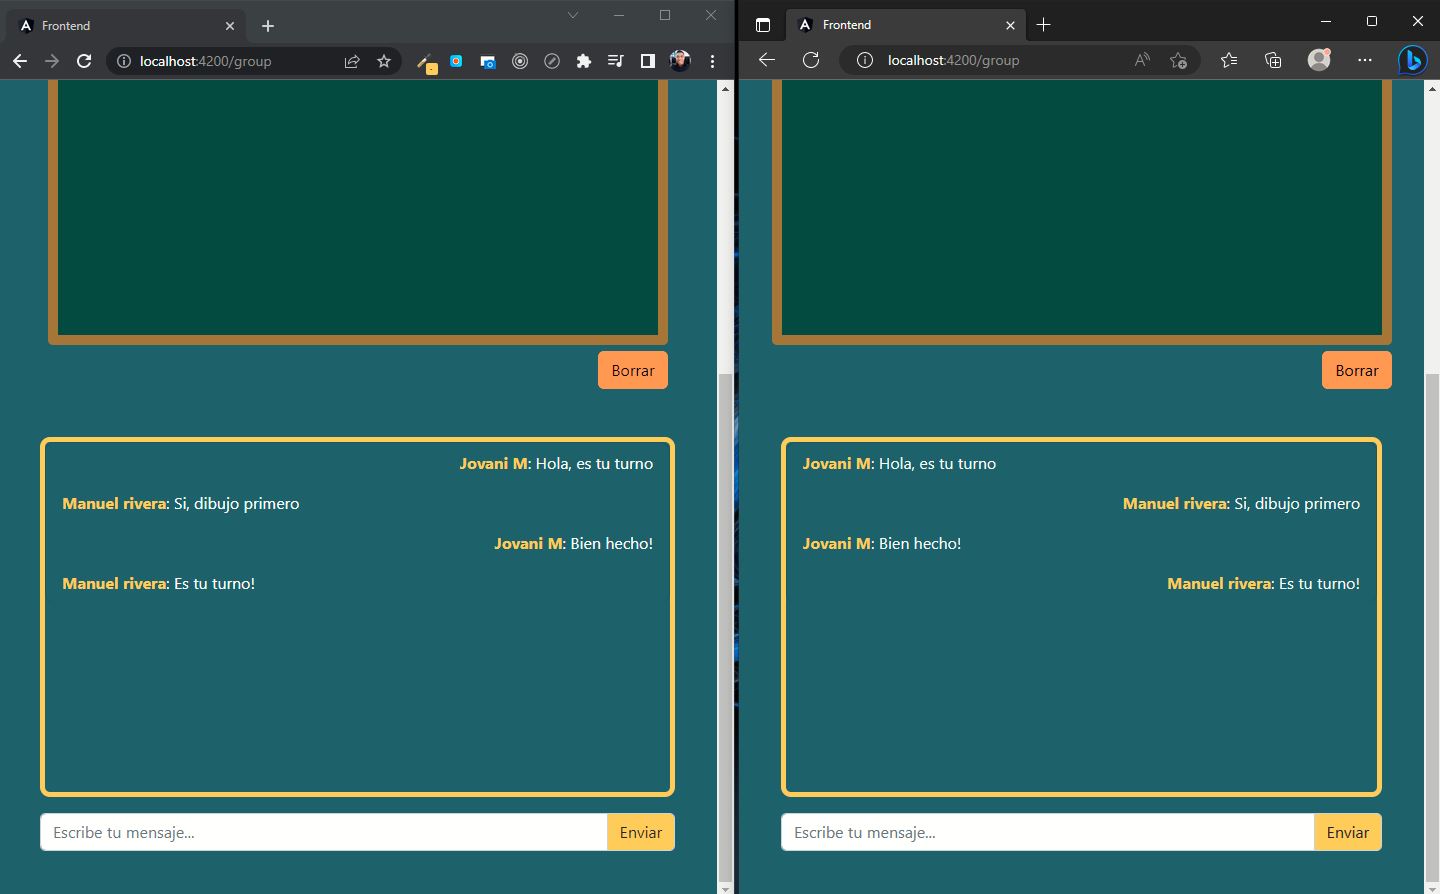 Frontend
localhost:4200/group
Borrar
Jovani M: Hola, es tu turno
Manuel rivera: Si, dibujo primero
Jovani M: Bien hecho!
Manuel rivera: Es tu turno!
Escribe tu mensaje...
Enviar
Frontend
localhost:4200/group
Borrar
Jovani M: Hola, es tu turno
Manuel rivera: Si, dibujo primero
Jovani M: Bien hecho!
Manuel rivera: Es tu turno!
Escribe tu mensaje...
Enviar